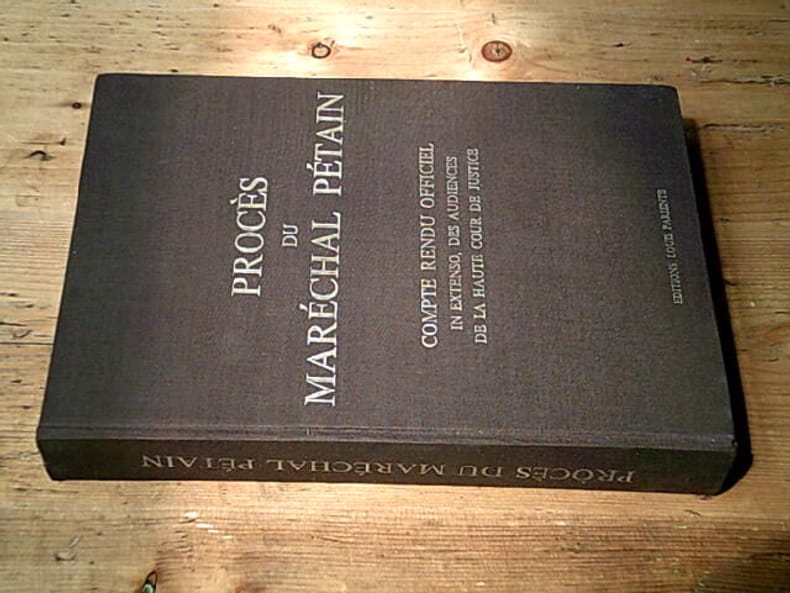 PROCÈS
DU
MARÉCHAL PÉTAIN
COMPTE RENDU OFFICIEL
IN EXTENSO, DES AUDIENCES
DE LA HAUTE COUR DE JUSTICE
EDITIONS LOUIS PARIENTE
PROCÈS DU MARÉCHAL PÉTAIN